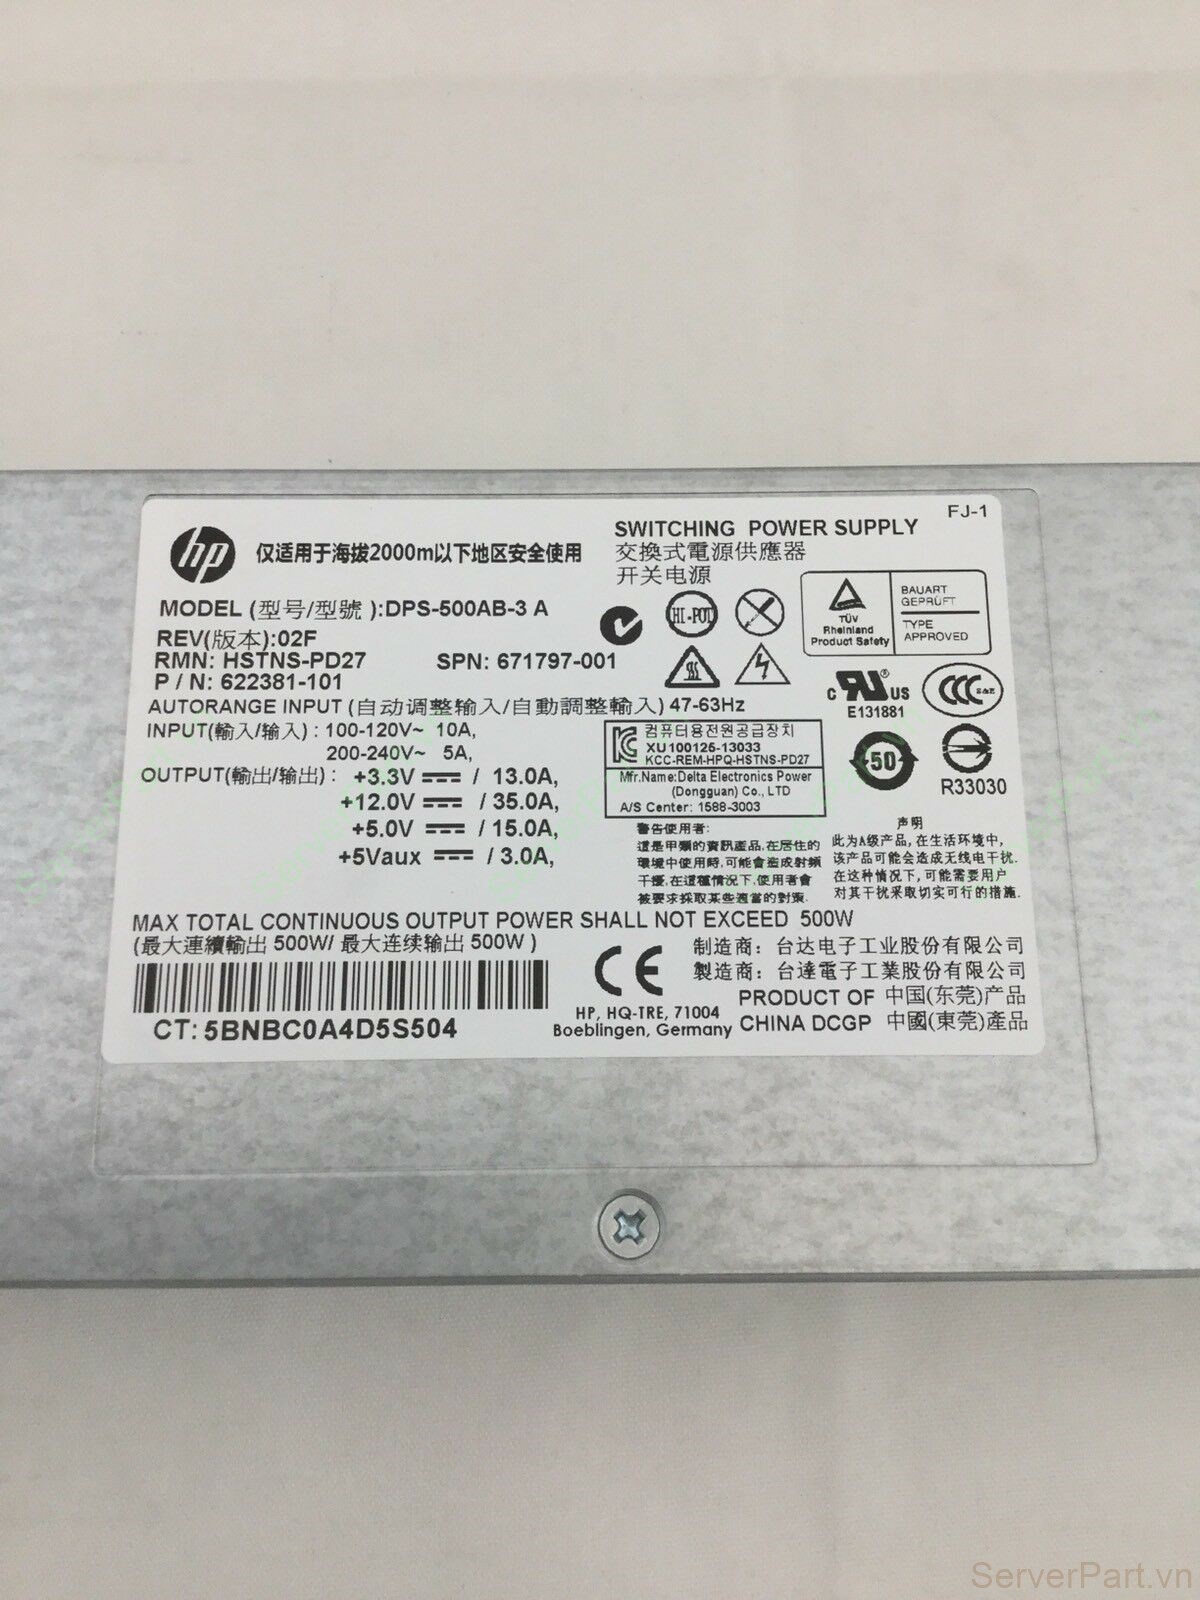 FJ-1
hp
仅适用于海拔2000m以下地区安全使用
SWITCHING POWER SUPPLY
交換式電源供應器
开关电源
MODEL (型号/型號 ):DPS-500AB-3 A
REV(版本):02F
RMN: HSTNS-PD27 SPN: 671797-001
P / N: 622381-101
HI-POT
TÜV
Rheinland
Product Safety
BAUART
GEPRÜFT
TYPE
APPROVED
AUTORANGE INPUT (自动调整输入/自動調整輸入) 47-63Hz
c RU US
E131881
CCC S&E
INPUT(輸入/输入) : 100-120V~ 10A,
200-240V~ 5A,
OUTPUT(輸出/输出) : +3.3V / 13.0A,
+12.0V / 35.0A,
+5.0V / 15.0A,
+5Vaux / 3.0A,
컴퓨터용전원공급장치
XU100125-13033
KCC-REM-HPQ-HSTNS-PD27
Mfr.Name:Delta Electronics Power
(Dongguan) Co., LTD
A/S Center: 1588-3003
50
R33030
警告使用者:
這是甲類的資訊產品,在居住的
環境中使用時,可能會造成射頻
干擾,在這種情況下,使用者會
被要求採取某些適當的對策.
声明
此为A级产品,在生活环境中,
该产品可能会造成无线电干扰.
在这种情况下,可能需要用户
对其干扰采取切实可行的措施.
MAX TOTAL CONTINUOUS OUTPUT POWER SHALL NOT EXCEED 500W
(最大連續輸出 500W/ 最大连续输出 500W )
CT: 5BNBC0A4D5S504
CE
HP, HQ-TRE, 71004
Boeblingen, Germany
制造商: 台达电子工业股份有限公司
製造商: 台達電子工業股份有限公司
PRODUCT OF 中国(东莞)产品
CHINA DCGP 中國(東莞)產品
ServerPart.vn